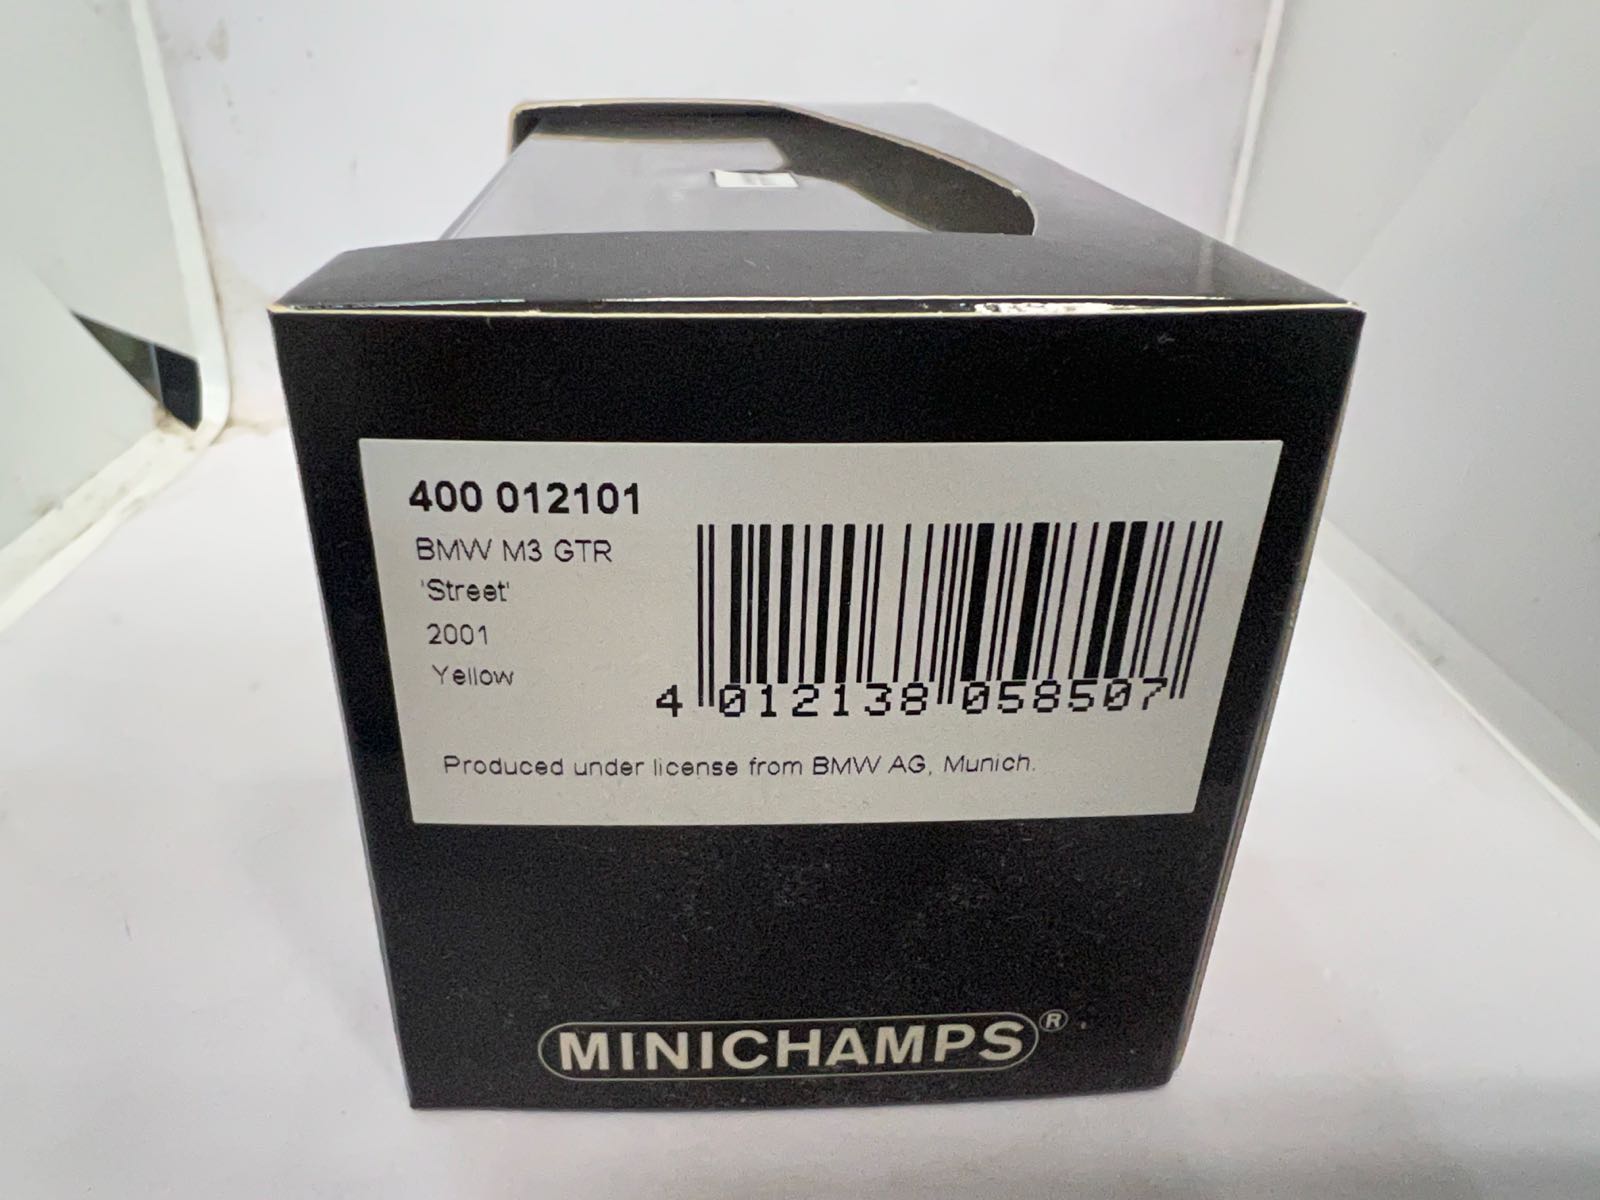 400 012101
BMW M3 GTR
'Street'
2001
Yellow
4 012138 058507
Produced under license from BMW AG, Munich.
MINICHAMPS®